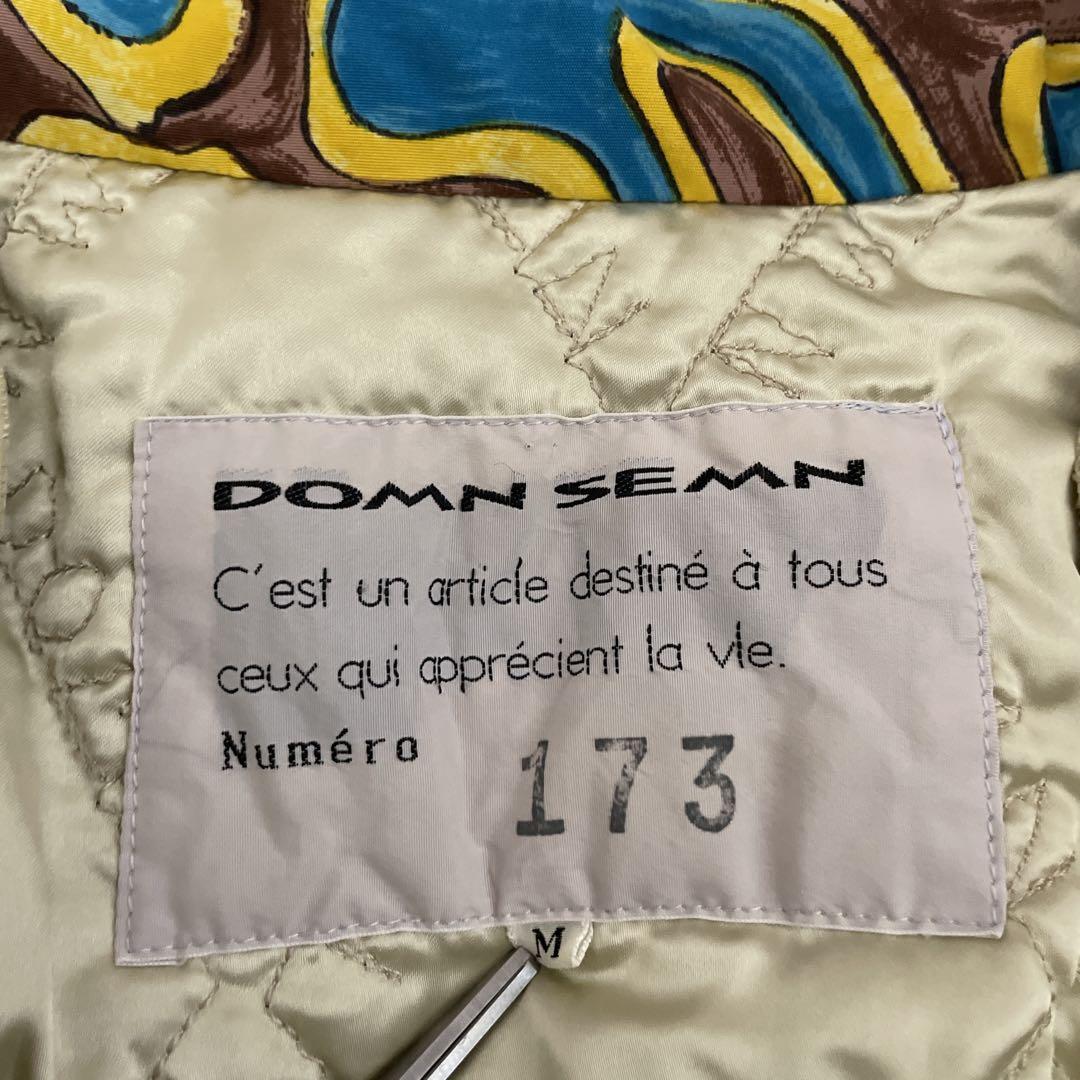 DOMN SEMN
C'est un article destiné à tous
ceux qui apprécient la vie.
Numéro 173
M